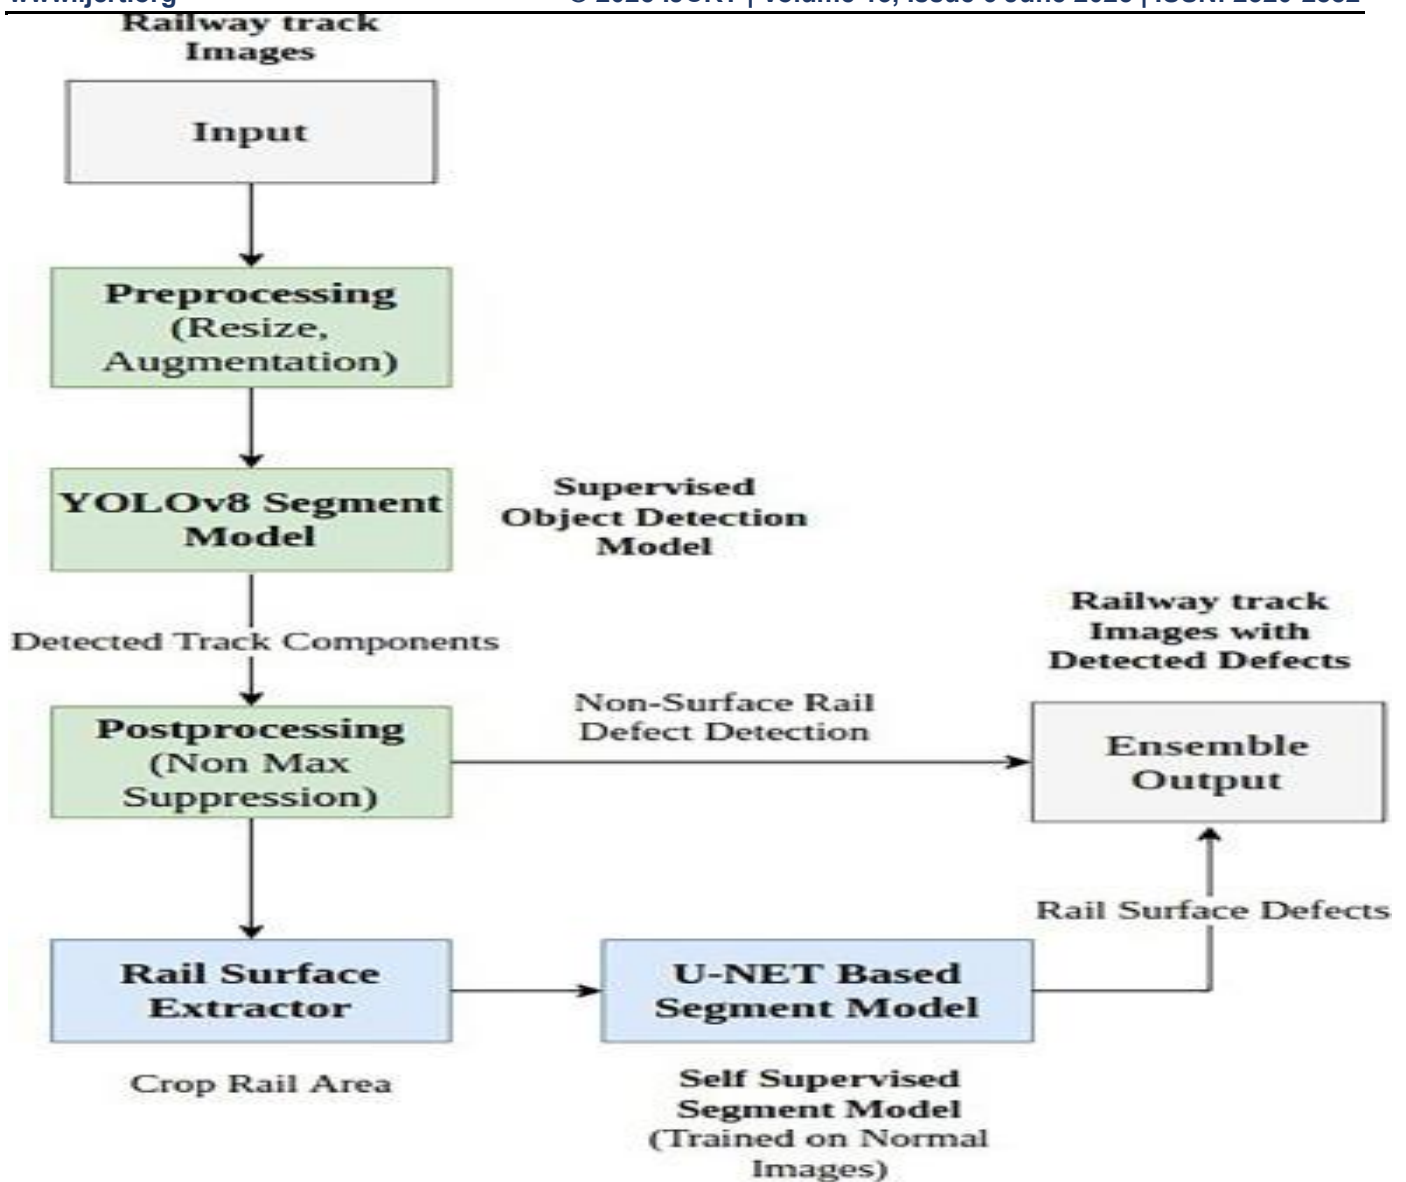 Railway track
Images
Input
Preprocessing
(Resize,
Augmentation)
YOLOv8 Segment
Model
Supervised
Object Detection
Model
Detected Track Components
Postprocessing
(Non Max
Suppression)
Non-Surface Rail
Defect Detection
Railway track
Images with
Detected Defects
Ensemble
Output
Rail Surface Defects
Rail Surface
Extractor
Crop Rail Area
U-NET Based
Segment Model
Self Supervised
Segment Model
(Trained on Normal
Images)